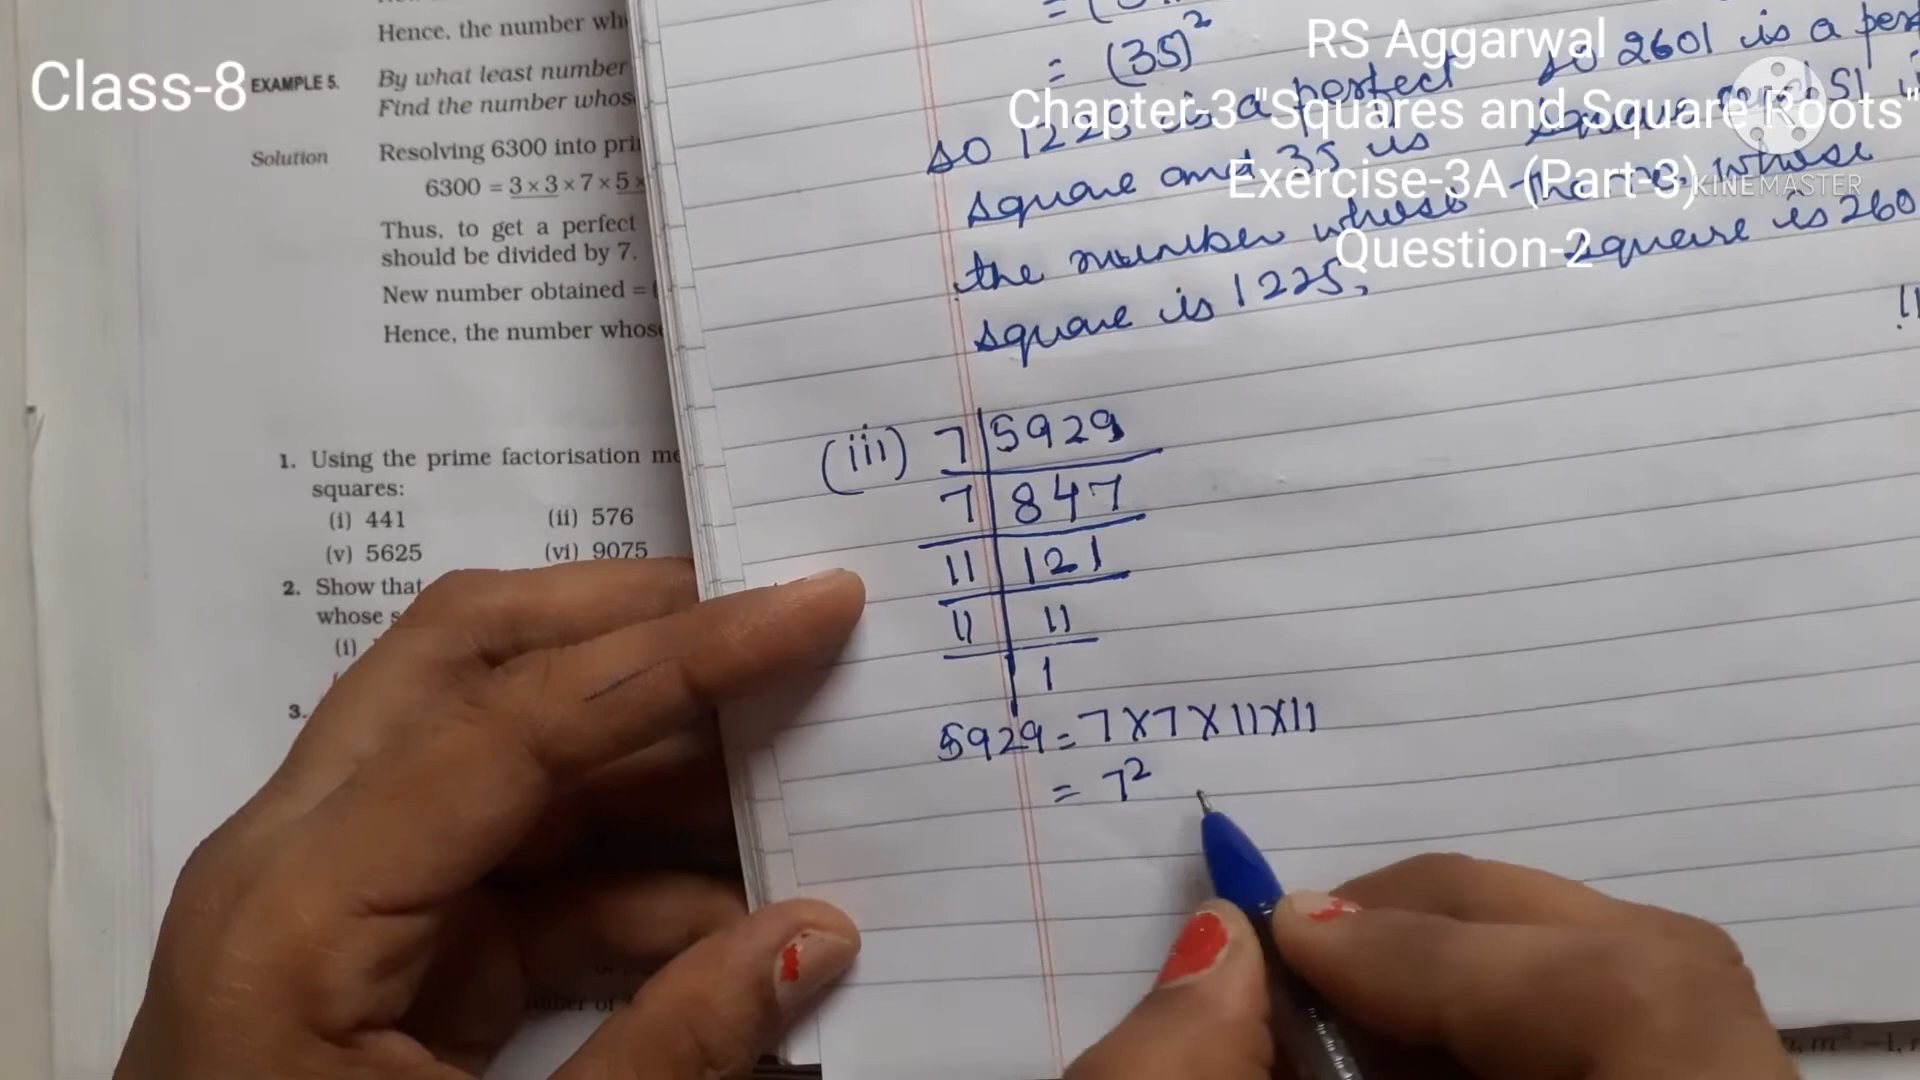 Class-8
RS Aggarwal
Chapter-3 "Squares and Square Roots"
Exercise-3A (Part-3)
Question-2
KINEMASTER
Hence, the number wh
EXAMPLE 5. By what least number
Find the number whos
Solution Resolving 6300 into pri
6300 = 3 × 3 × 7 × 5 ×
Thus, to get a perfect
should be divided by 7.
New number obtained =
Hence, the number whos
1. Using the prime factorisation me
squares:
(i) 441 (ii) 576
(v) 5625 (vi) 9075
2. Show that
whose s
(i)
3.
= (35)²
so 1225 is a perfect
square and 35 is
the number whose
square is 1225,
so 2601 is a perf
square and 51 i
the no. whose
square is 260
(iii) 7 | 5929
7 | 847
11 | 121
11 | 11
1
5929 = 7 X 7 X 11 X 11
= 7²